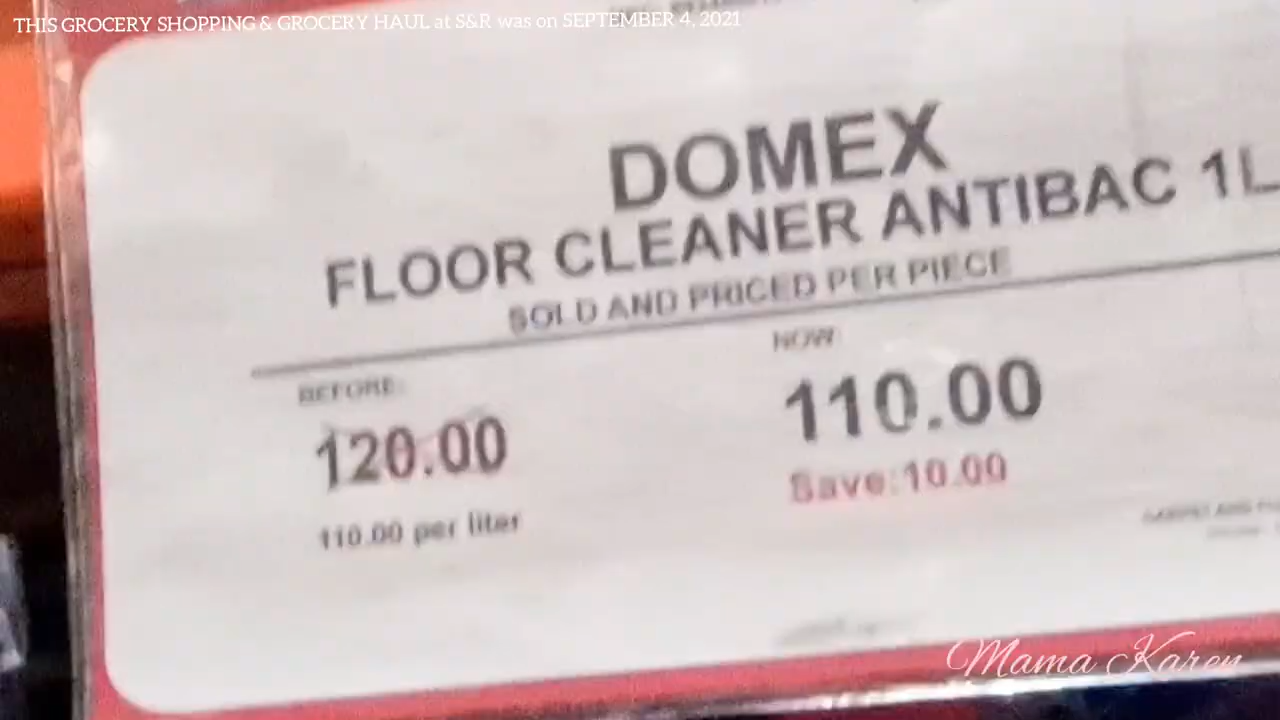 THIS GROCERY SHOPPING & GROCERY HAUL at S&R was on SEPTEMBER 4, 2021
DOMEX
FLOOR CLEANER ANTIBAC 1L
SOLD AND PRICED PER PIECE
BEFORE:
NOW:
120.00
110.00
Save:10.00
110.00 per liter
Mama Karen